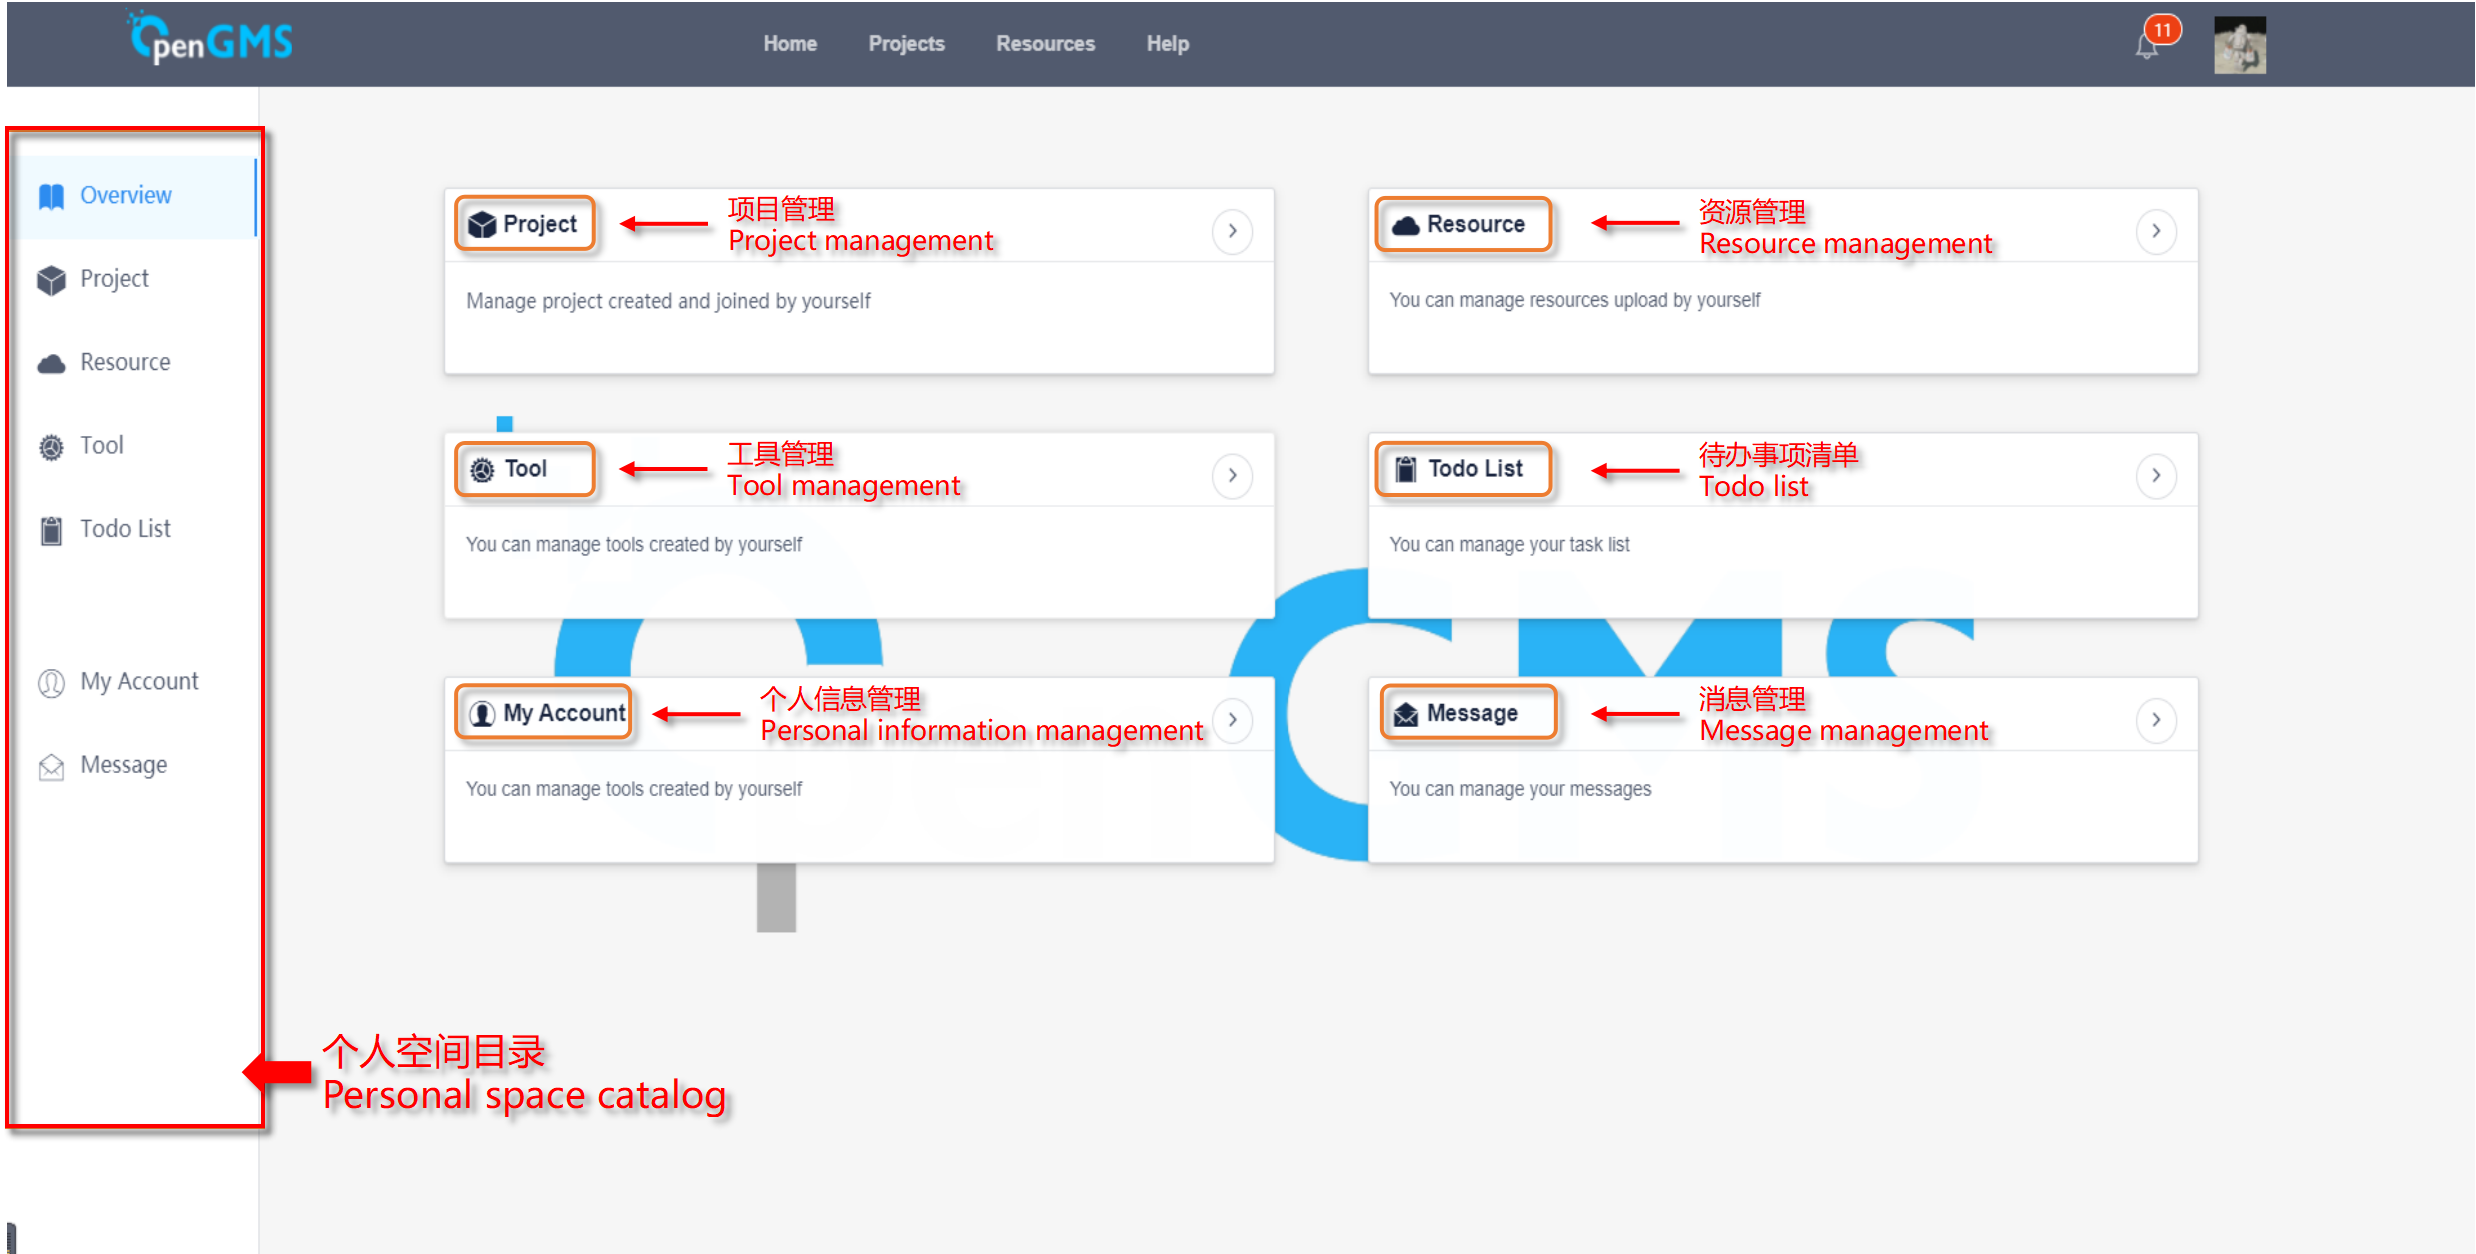 OpenGMS
Home Projects Resources Help
11
Overview
Project
Resource
Tool
Todo List
My Account
Message
Project
项目管理
Project management
Manage project created and joined by yourself
Resource
资源管理
Resource management
You can manage resources upload by yourself
Tool
工具管理
Tool management
You can manage tools created by yourself
Todo List
待办事项清单
Todo list
You can manage your task list
My Account
个人信息管理
Personal information management
You can manage tools created by yourself
Message
消息管理
Message management
You can manage your messages
个人空间目录
Personal space catalog